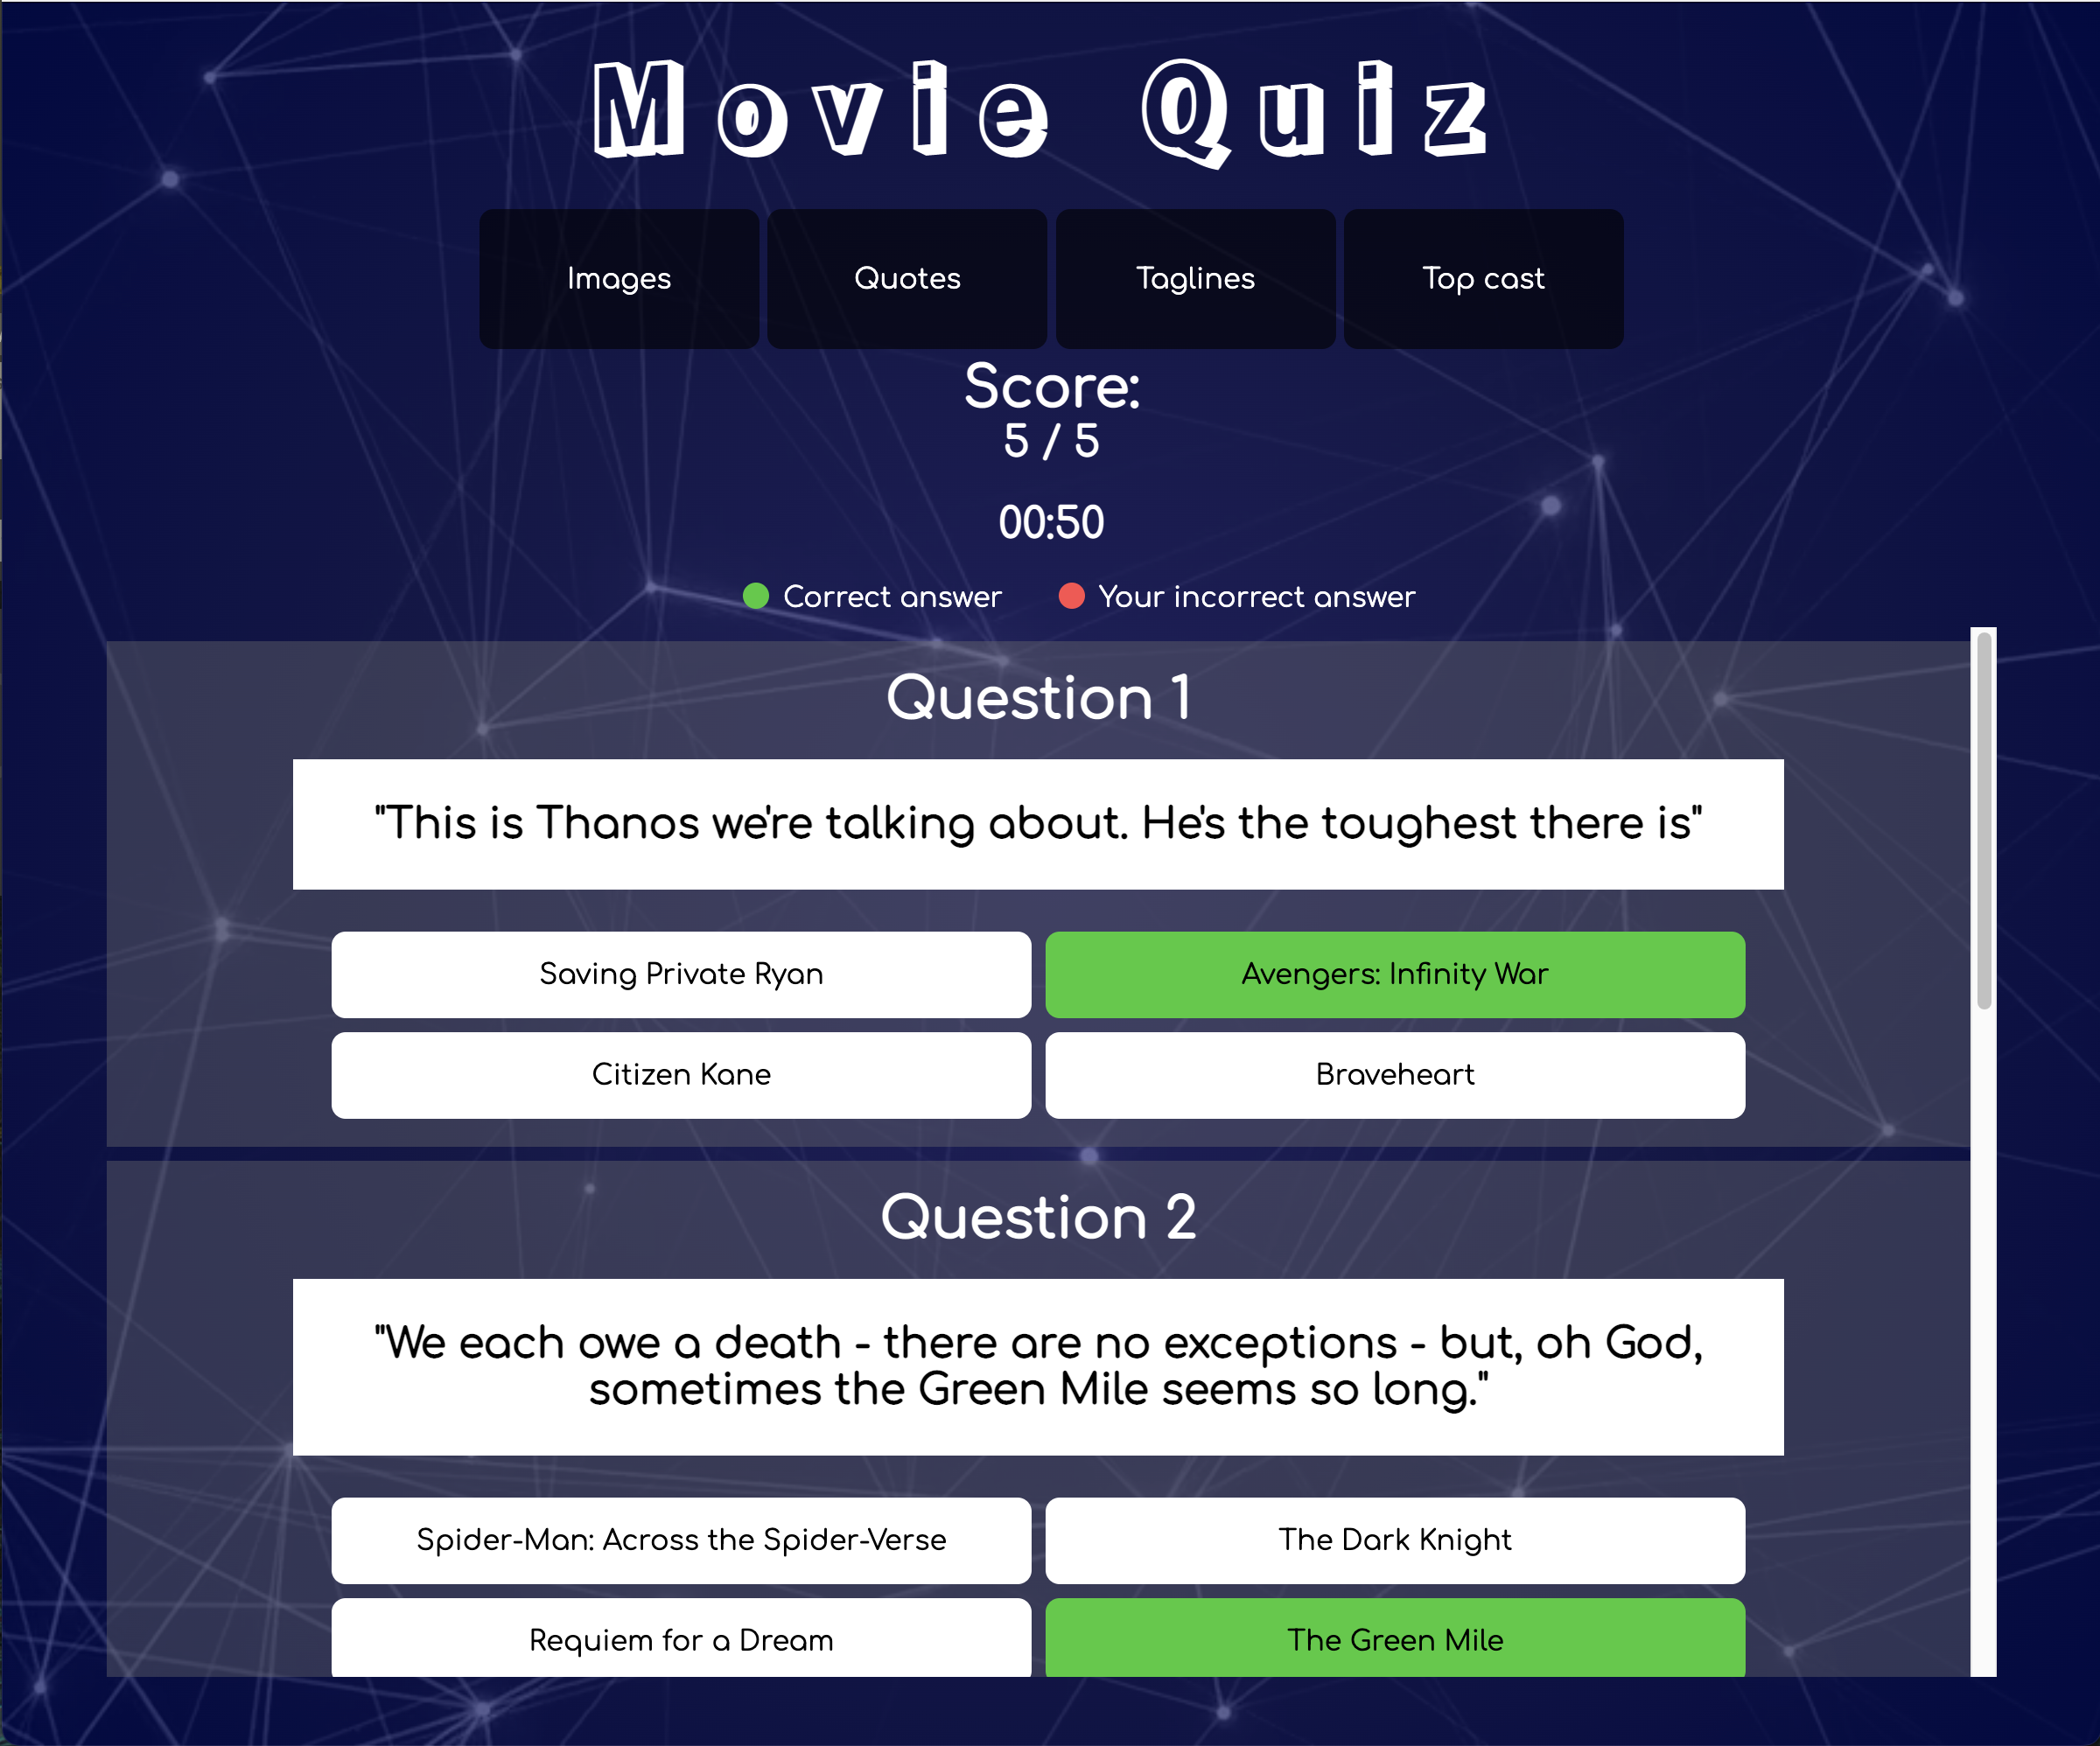 Movie Quiz
Images
Quotes
Taglines
Top cast
Score:
5 / 5
00:50
Correct answer
Your incorrect answer
Question 1
"This is Thanos we're talking about. He's the toughest there is"
Saving Private Ryan
Avengers: Infinity War
Citizen Kane
Braveheart
Question 2
"We each owe a death - there are no exceptions - but, oh God,
sometimes the Green Mile seems so long."
Spider-Man: Across the Spider-Verse
The Dark Knight
Requiem for a Dream
The Green Mile